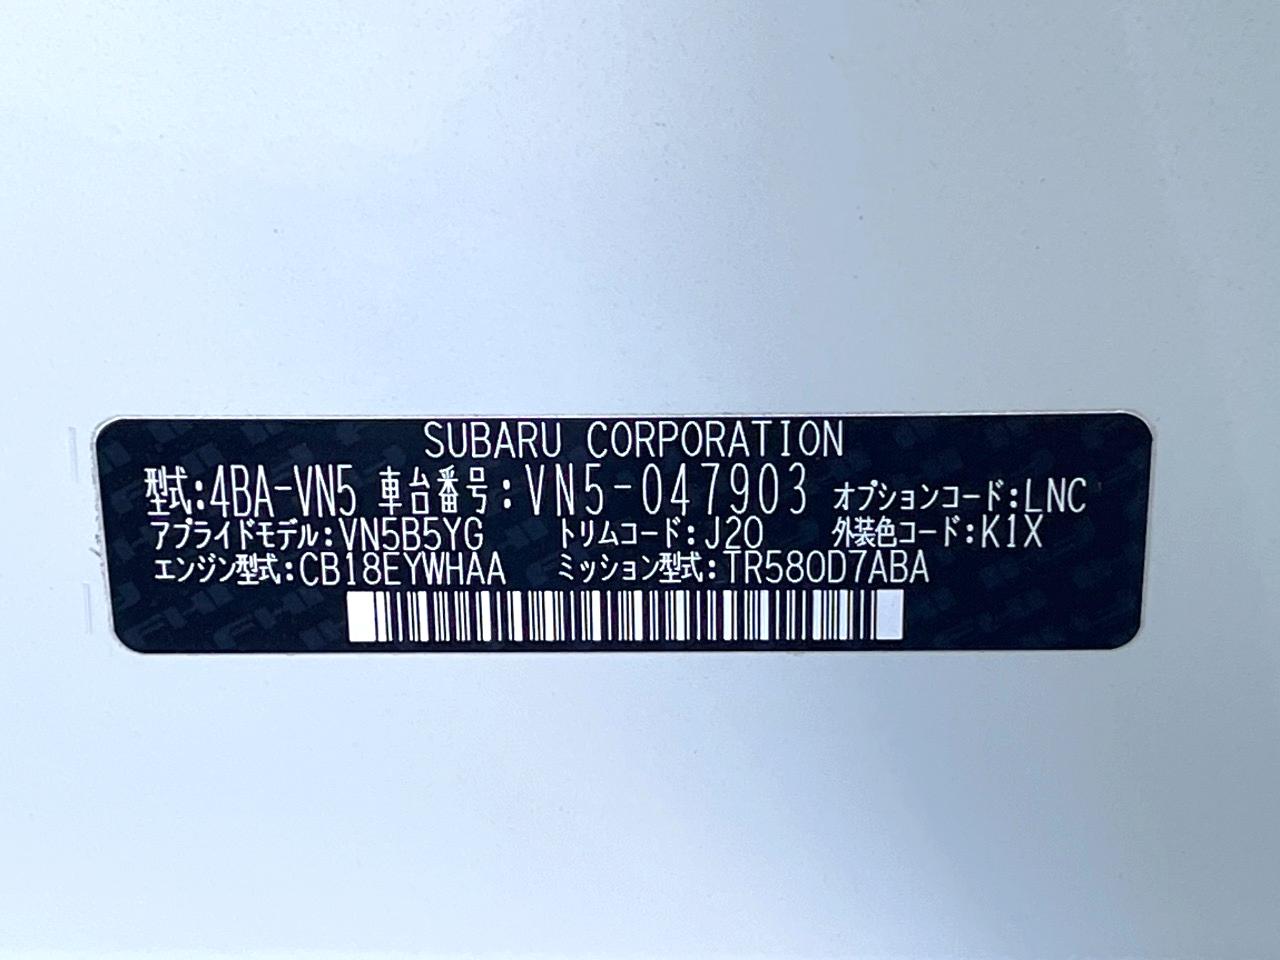 SUBARU CORPORATION
型式:4BA-VN5 車台番号:VN5-047903 オプションコード:LNC
アプライドモデル:VN5B5YG トリムコード:J20 外装色コード:K1X
エンジン型式:CB18EYWHAA ミッション型式:TR580D7ABA